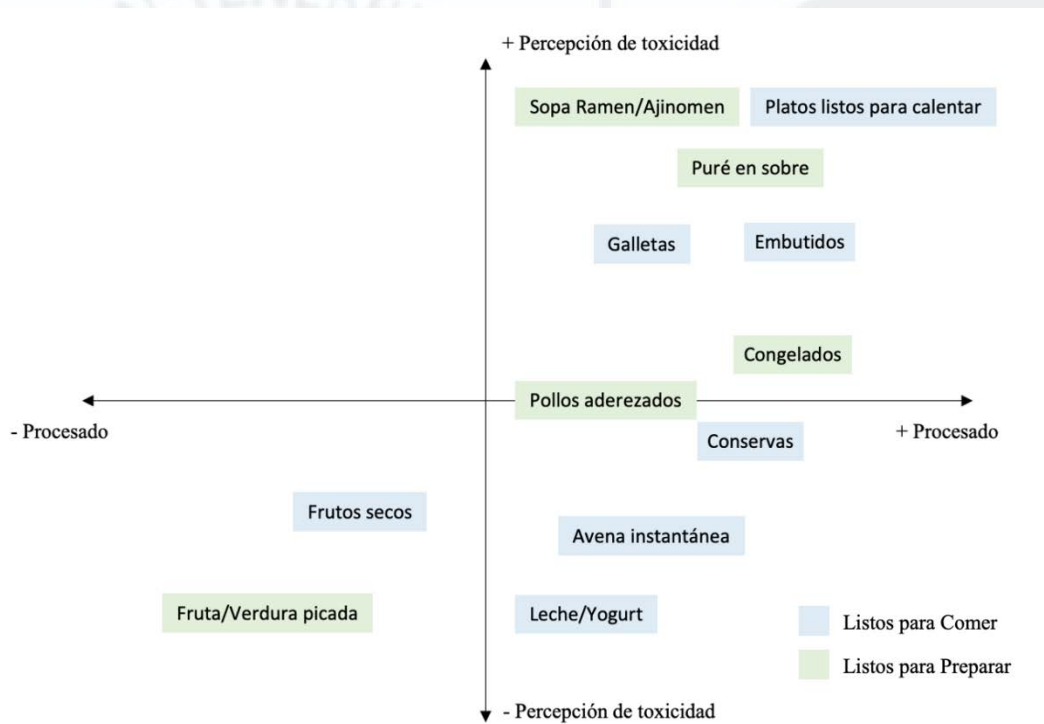 + Percepción de toxicidad
Sopa Ramen/Ajinomen
Platos listos para calentar
Puré en sobre
Galletas
Embutidos
Congelados
Pollos aderezados
- Procesado
+ Procesado
Conservas
Frutos secos
Avena instantánea
Fruta/Verdura picada
Leche/Yogurt
Listos para Comer
Listos para Preparar
- Percepción de toxicidad